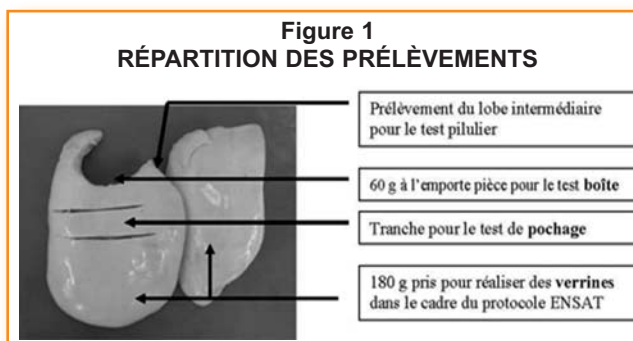 Figure 1
RÉPARTITION DES PRÉLÈVEMENTS
Prélèvement du lobe intermédiaire
pour le test pilulier
60 g à l'emporte pièce pour le test boîte
Tranche pour le test de pochage
180 g pris pour réaliser des verrines
dans le cadre du protocole ENSAT